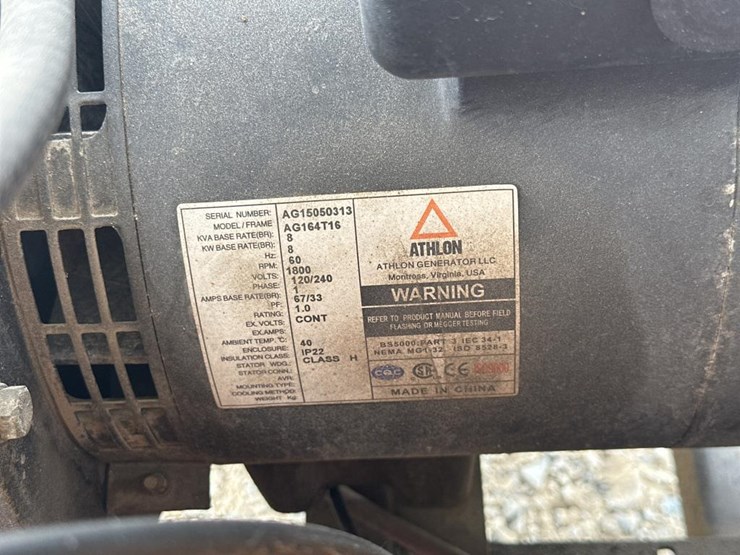 SERIAL NUMBER: AG15050313
MODEL/FRAME AG164T16
KVA BASE RATE(BR): 8
KW BASE RATE(BR): 8
Hz: 60
RPM: 1800
VOLTS: 120/240
PHASE: 1
AMPS BASE RATE(BR) 67/33
PF: 1.0
RATING: CONT
EX. VOLTS:
EX.AMPS:
AMBIENT TEMP. °C: 40
ENCLOSURE: IP22
INSULATION CLASS: CLASS H
STATOR WDG.:
STATOR CONN.:
AVR:
MOUNTING TYPE:
COOLING METHOD:
WEIGHT Kg:
ATHLON
ATHLON GENERATOR LLC
Montross, Virginia, USA
WARNING
REFER TO PRODUCT MANUAL BEFORE FIELD
FLASHING OR MEGGER TESTING
BS5000:PART 3 IEC 34-1
NEMA MG1-32 ISO 8528-3
CQC CE
MADE IN CHINA